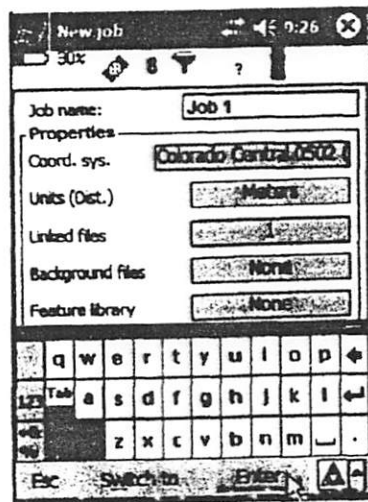 New job 9:26
30% 8 ?
Job name: Job 1
Properties
Coord. sys. Colorado Central 0502 (
Units (Dist.) Meters
Linked files 1
Background files None
Feature library None
q w e r t y u i o p
123 Tab a s d f g h j k l
z x c v b n m .
Esc Switch to Enter